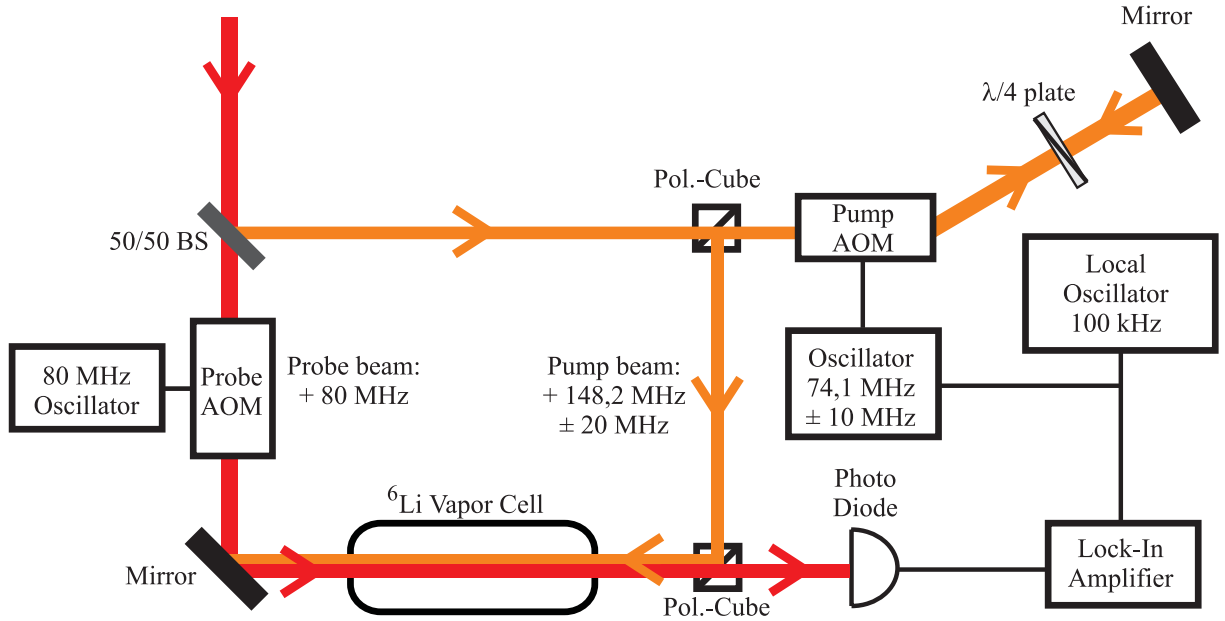 Mirror
λ/4 plate
Pol.-Cube
50/50 BS
Pump
AOM
Local
Oscillator
100 kHz
80 MHz
Oscillator
Probe
AOM
Probe beam:
+ 80 MHz
Pump beam:
+ 148,2 MHz
± 20 MHz
Oscillator
74,1 MHz
± 10 MHz
⁶Li Vapor Cell
Photo
Diode
Mirror
Pol.-Cube
Lock-In
Amplifier